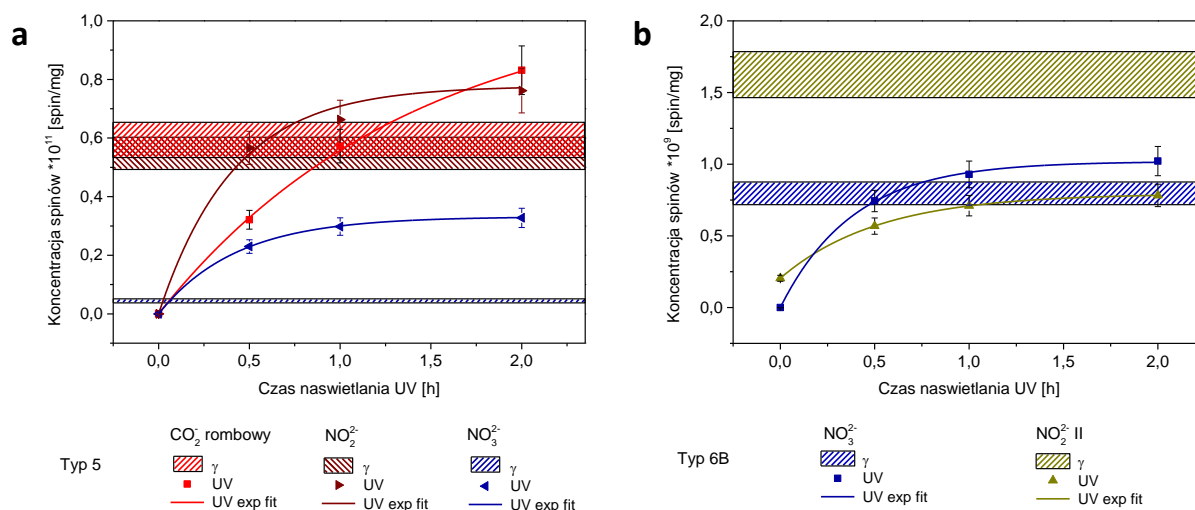 a
Koncentracja spinów *10¹¹ [spin/mg]
1,0
0,8
0,6
0,4
0,2
0,0
0,0 0,5 1,0 1,5 2,0
Czas naswietlania UV [h]
Typ 5
CO₂⁻ rombowy NO₂²⁻ NO₃²⁻
γ γ γ
UV UV UV
UV exp fit UV exp fit UV exp fit
b
Koncentracja spinów *10⁹ [spin/mg]
2,0
1,5
1,0
0,5
0,0
0,0 0,5 1,0 1,5 2,0
Czas naswietlania UV [h]
Typ 6B
NO₃²⁻ NO₂²⁻ II
γ γ
UV UV
UV exp fit UV exp fit